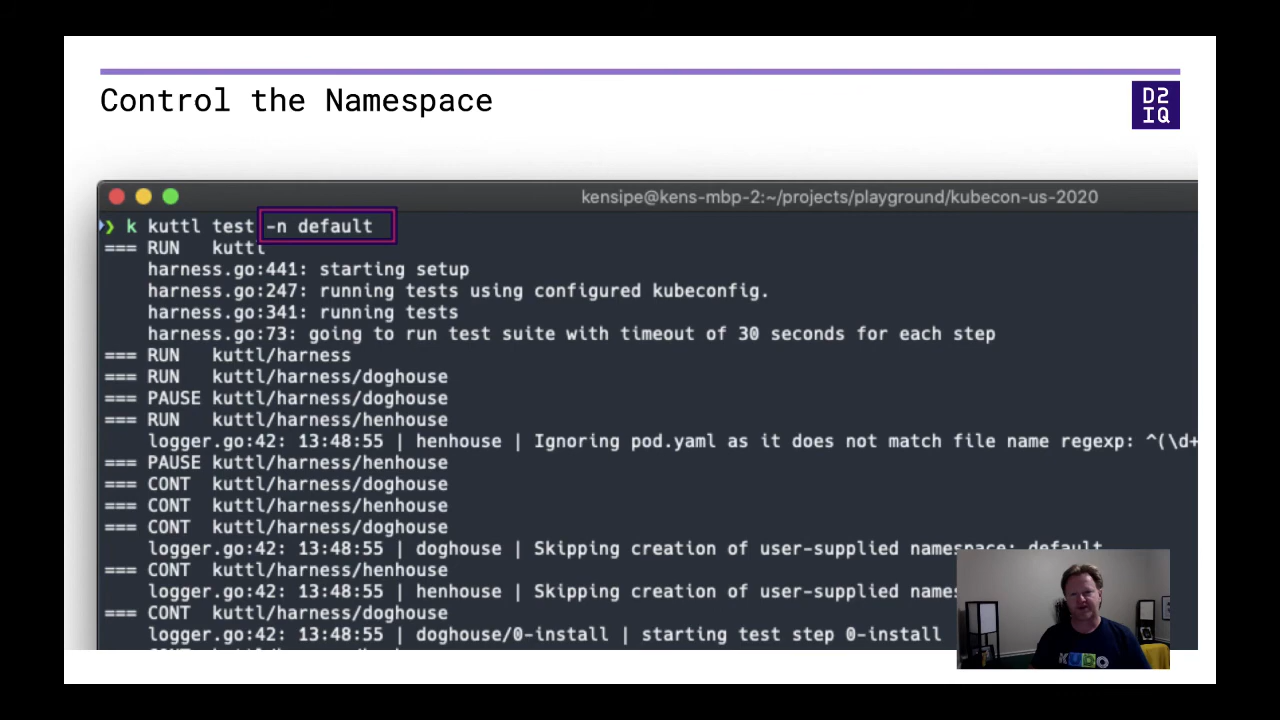 Control the Namespace
D2
IQ
kensipe@kens-mbp-2:~/projects/playground/kubecon-us-2020
k kuttl test -n default
=== RUN kuttl
harness.go:441: starting setup
harness.go:247: running tests using configured kubeconfig.
harness.go:341: running tests
harness.go:73: going to run test suite with timeout of 30 seconds for each step
=== RUN kuttl/harness
=== RUN kuttl/harness/doghouse
=== PAUSE kuttl/harness/doghouse
=== RUN kuttl/harness/henhouse
logger.go:42: 13:48:55 | henhouse | Ignoring pod.yaml as it does not match file name regexp: ^(\d+
=== PAUSE kuttl/harness/henhouse
=== CONT kuttl/harness/doghouse
=== CONT kuttl/harness/henhouse
=== CONT kuttl/harness/doghouse
logger.go:42: 13:48:55 | doghouse | Skipping creation of user-supplied namespace: default
=== CONT kuttl/harness/henhouse
logger.go:42: 13:48:55 | henhouse | Skipping creation of user-supplied
=== CONT kuttl/harness/doghouse
logger.go:42: 13:48:55 | doghouse/0-install | starting test step 0-install
KUDO